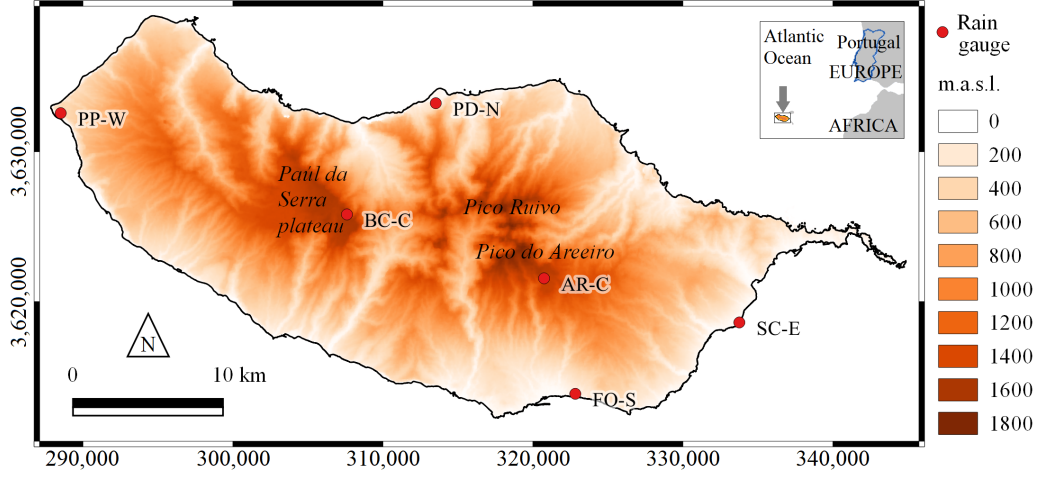 Atlantic
Ocean
Portugal
EUROPE
AFRICA
Rain
gauge
m.a.s.l.
0
200
400
600
800
1000
1200
1400
1600
1800
PP-W
PD-N
Paúl da
Serra
plateau
BC-C
Pico Ruivo
Pico do Areeiro
AR-C
SC-E
FO-S
N
0 10 km
3,630,000
3,620,000
290,000 300,000 310,000 320,000 330,000 340,000